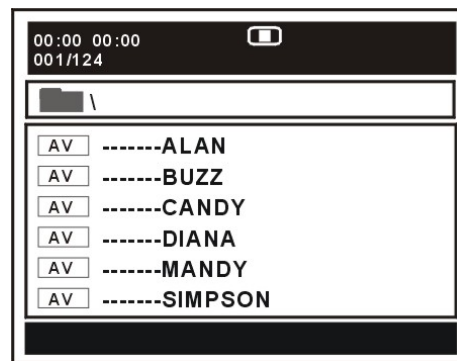 00:00 00:00
001/124
\
AV -------ALAN
AV -------BUZZ
AV -------CANDY
AV -------DIANA
AV -------MANDY
AV -------SIMPSON